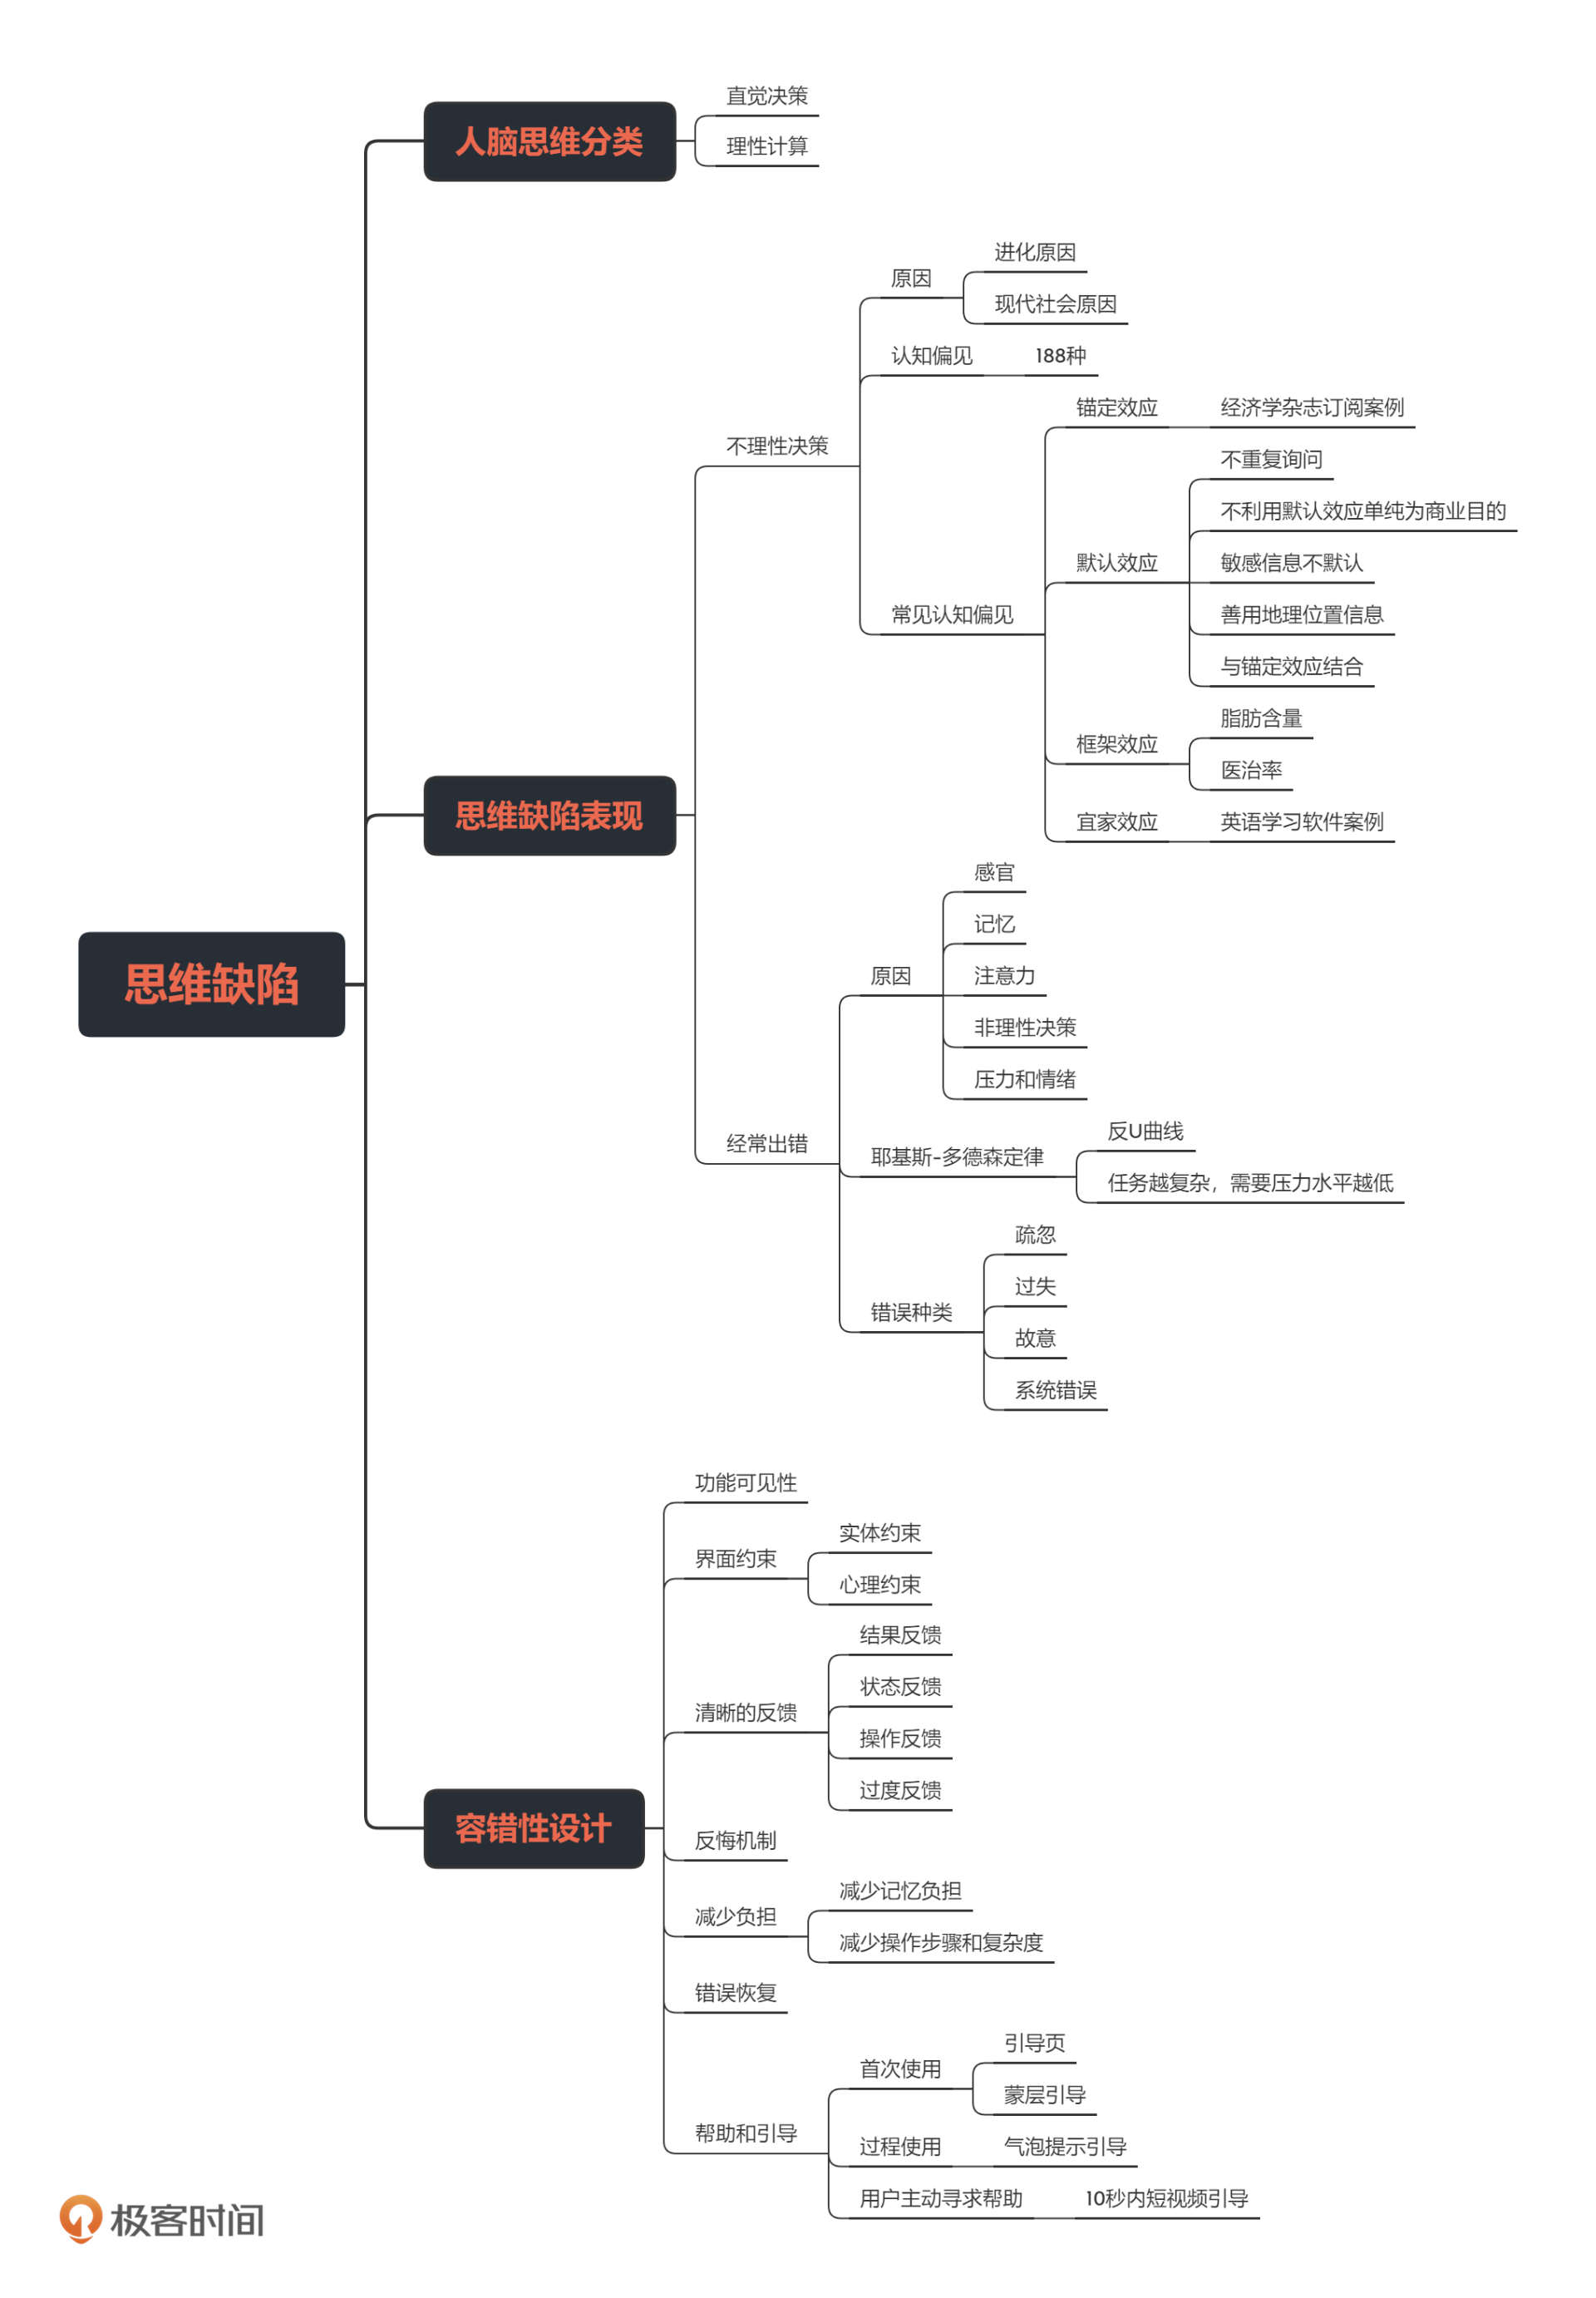 思维缺陷
人脑思维分类
直觉决策
理性计算
思维缺陷表现
不理性决策
原因
进化原因
现代社会原因
认知偏见
188种
常见认知偏见
锚定效应
经济学杂志订阅案例
默认效应
不重复询问
不利用默认效应单纯为商业目的
敏感信息不默认
善用地理位置信息
与锚定效应结合
框架效应
脂肪含量
医治率
宜家效应
英语学习软件案例
经常出错
原因
感官
记忆
注意力
非理性决策
压力和情绪
耶基斯-多德森定律
反U曲线
任务越复杂，需要压力水平越低
错误种类
疏忽
过失
故意
系统错误
容错性设计
功能可见性
界面约束
实体约束
心理约束
清晰的反馈
结果反馈
状态反馈
操作反馈
过度反馈
反悔机制
减少负担
减少记忆负担
减少操作步骤和复杂度
错误恢复
帮助和引导
首次使用
引导页
蒙层引导
过程使用
气泡提示引导
用户主动寻求帮助
10秒内短视频引导
极客时间